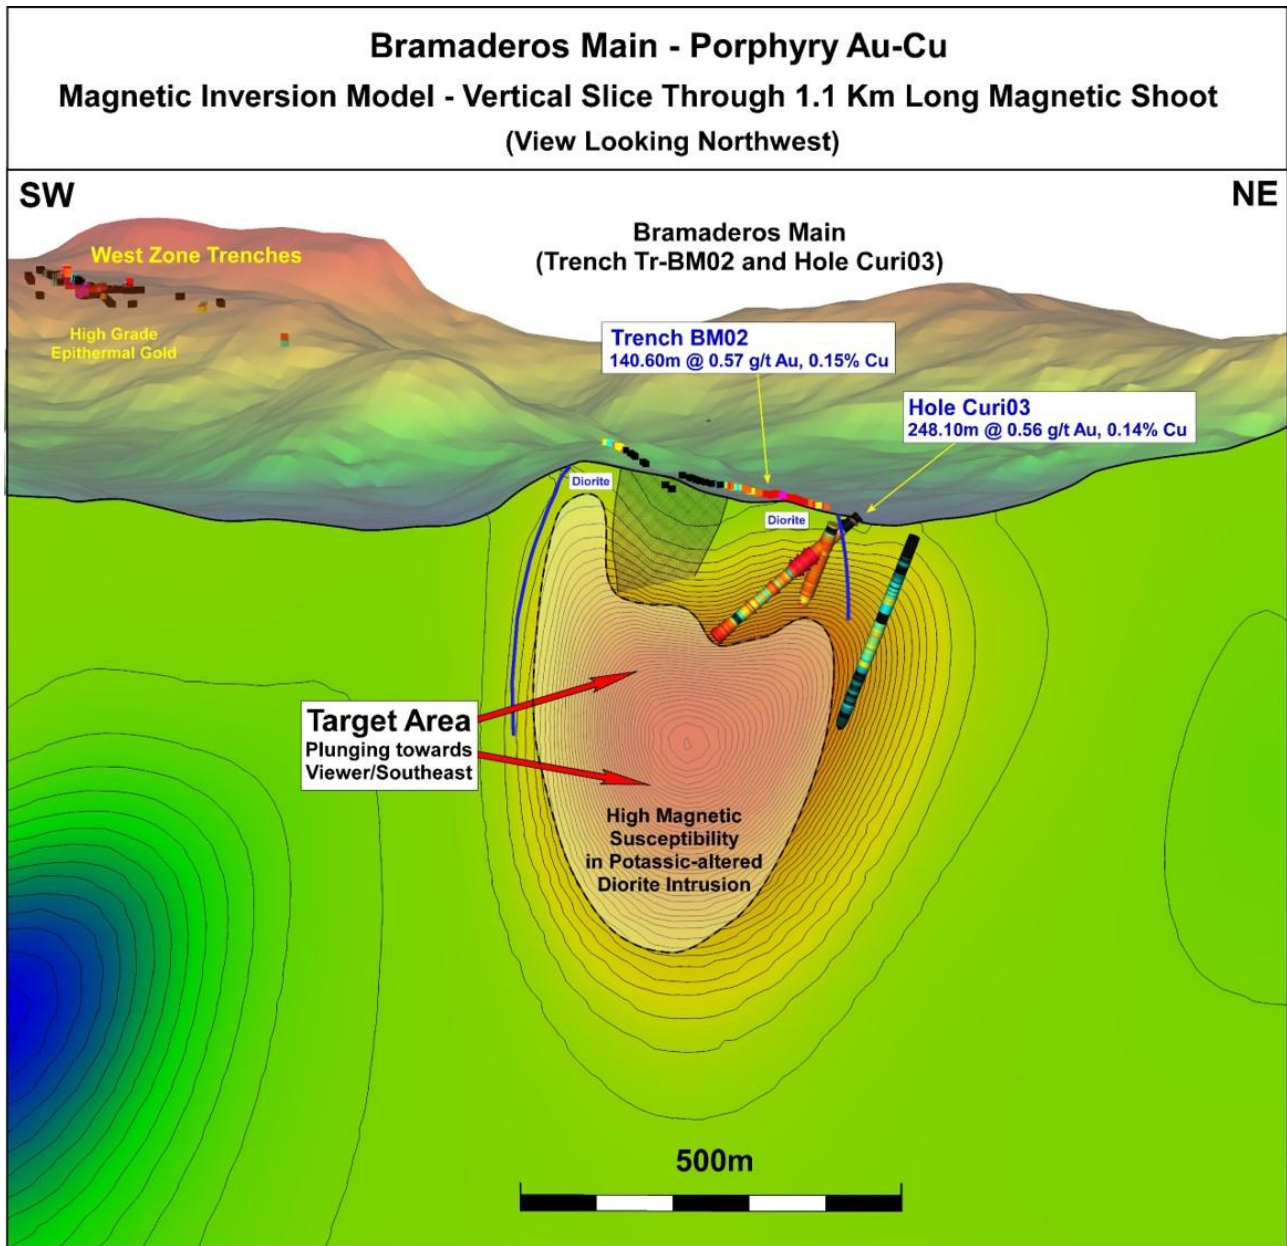 Bramaderos Main - Porphyry Au-Cu
Magnetic Inversion Model - Vertical Slice Through 1.1 Km Long Magnetic Shoot
(View Looking Northwest)
SW
NE
West Zone Trenches
Bramaderos Main
(Trench Tr-BM02 and Hole Curi03)
High Grade
Epithermal Gold
Trench BM02
140.60m @ 0.57 g/t Au, 0.15% Cu
Hole Curi03
248.10m @ 0.56 g/t Au, 0.14% Cu
Diorite
Diorite
Target Area
Plunging towards
Viewer/Southeast
High Magnetic
Susceptibility
in Potassic-altered
Diorite Intrusion
500m